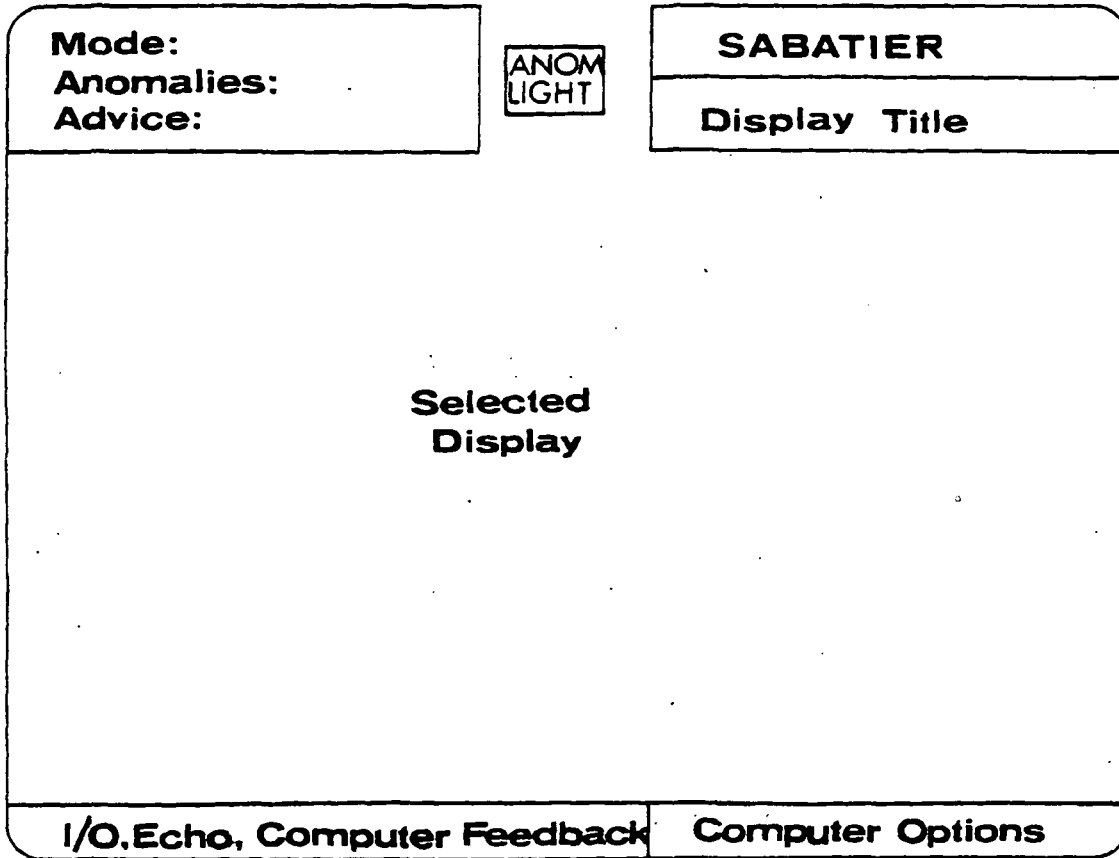 Mode:
Anomalies:
Advice:
ANOM
LIGHT
SABATIER
Display Title
Selected
Display
I/O,Echo, Computer Feedback
Computer Options